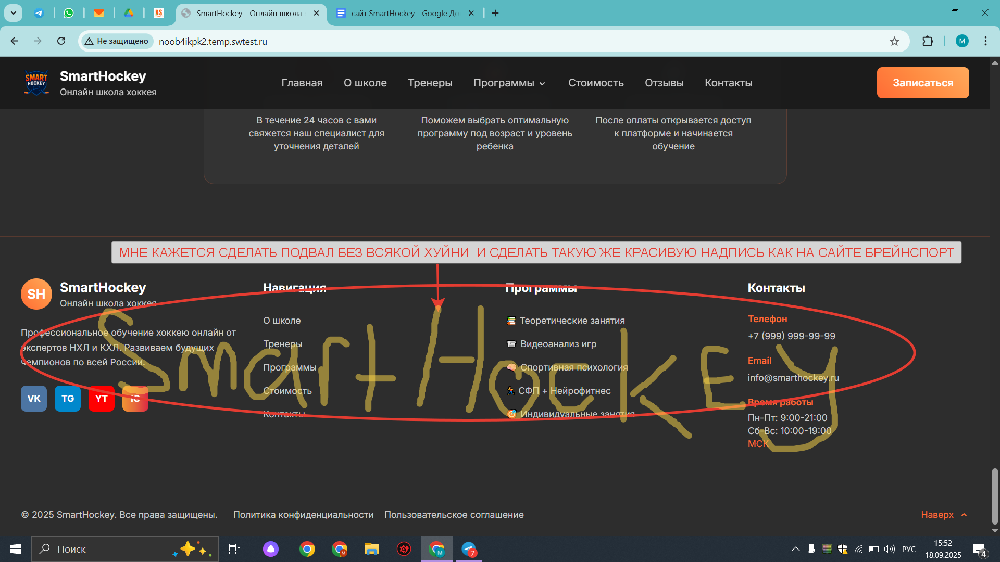 SmartHockey - Онлайн школа
сайт SmartHockey - Google До
Не защищено
noob4ikpk2.temp.swtest.ru
M
BS
SMART
HOCKEY
SmartHockey
Онлайн школа хоккея
Главная
О школе
Тренеры
Программы
Стоимость
Отзывы
Контакты
Записаться
В течение 24 часов с вами
свяжется наш специалист для
уточнения деталей
Поможем выбрать оптимальную
программу под возраст и уровень
ребенка
После оплаты открывается доступ
к платформе и начинается
обучение
МНЕ КАЖЕТСЯ СДЕЛАТЬ ПОДВАЛ БЕЗ ВСЯКОЙ ХУЙНИ И СДЕЛАТЬ ТАКУЮ ЖЕ КРАСИВУЮ НАДПИСЬ КАК НА САЙТЕ БРЕЙНСПОРТ
SH
SmartHockey
Онлайн школа хоккея
Профессиональное обучение хоккею онлайн от
экспертов НХЛ и КХЛ. Развиваем будущих
чемпионов по всей России.
VK
TG
YT
Навигация
О школе
Тренеры
Программы
Стоимость
Контакты
Программы
Теоретические занятия
Видеоанализ игр
Спортивная психология
СФП + Нейрофитнес
Индивидуальные занятия
Контакты
Телефон
+7 (999) 999-99-99
Email
info@smarthockey.ru
Время работы
Пн-Пт: 9:00-21:00
Сб-Вс: 10:00-19:00
МСК
SmartHockEy
© 2025 SmartHockey. Все права защищены.
Политика конфиденциальности
Пользовательское соглашение
Наверх
Поиск
M
M
7
РУС
15:52
18.09.2025
4